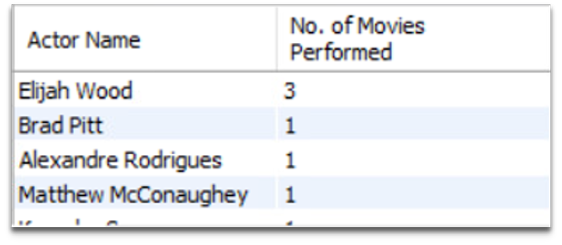 Actor Name No. of Movies
Performed
Elijah Wood 3
Brad Pitt 1
Alexandre Rodrigues 1
Matthew McConaughey 1